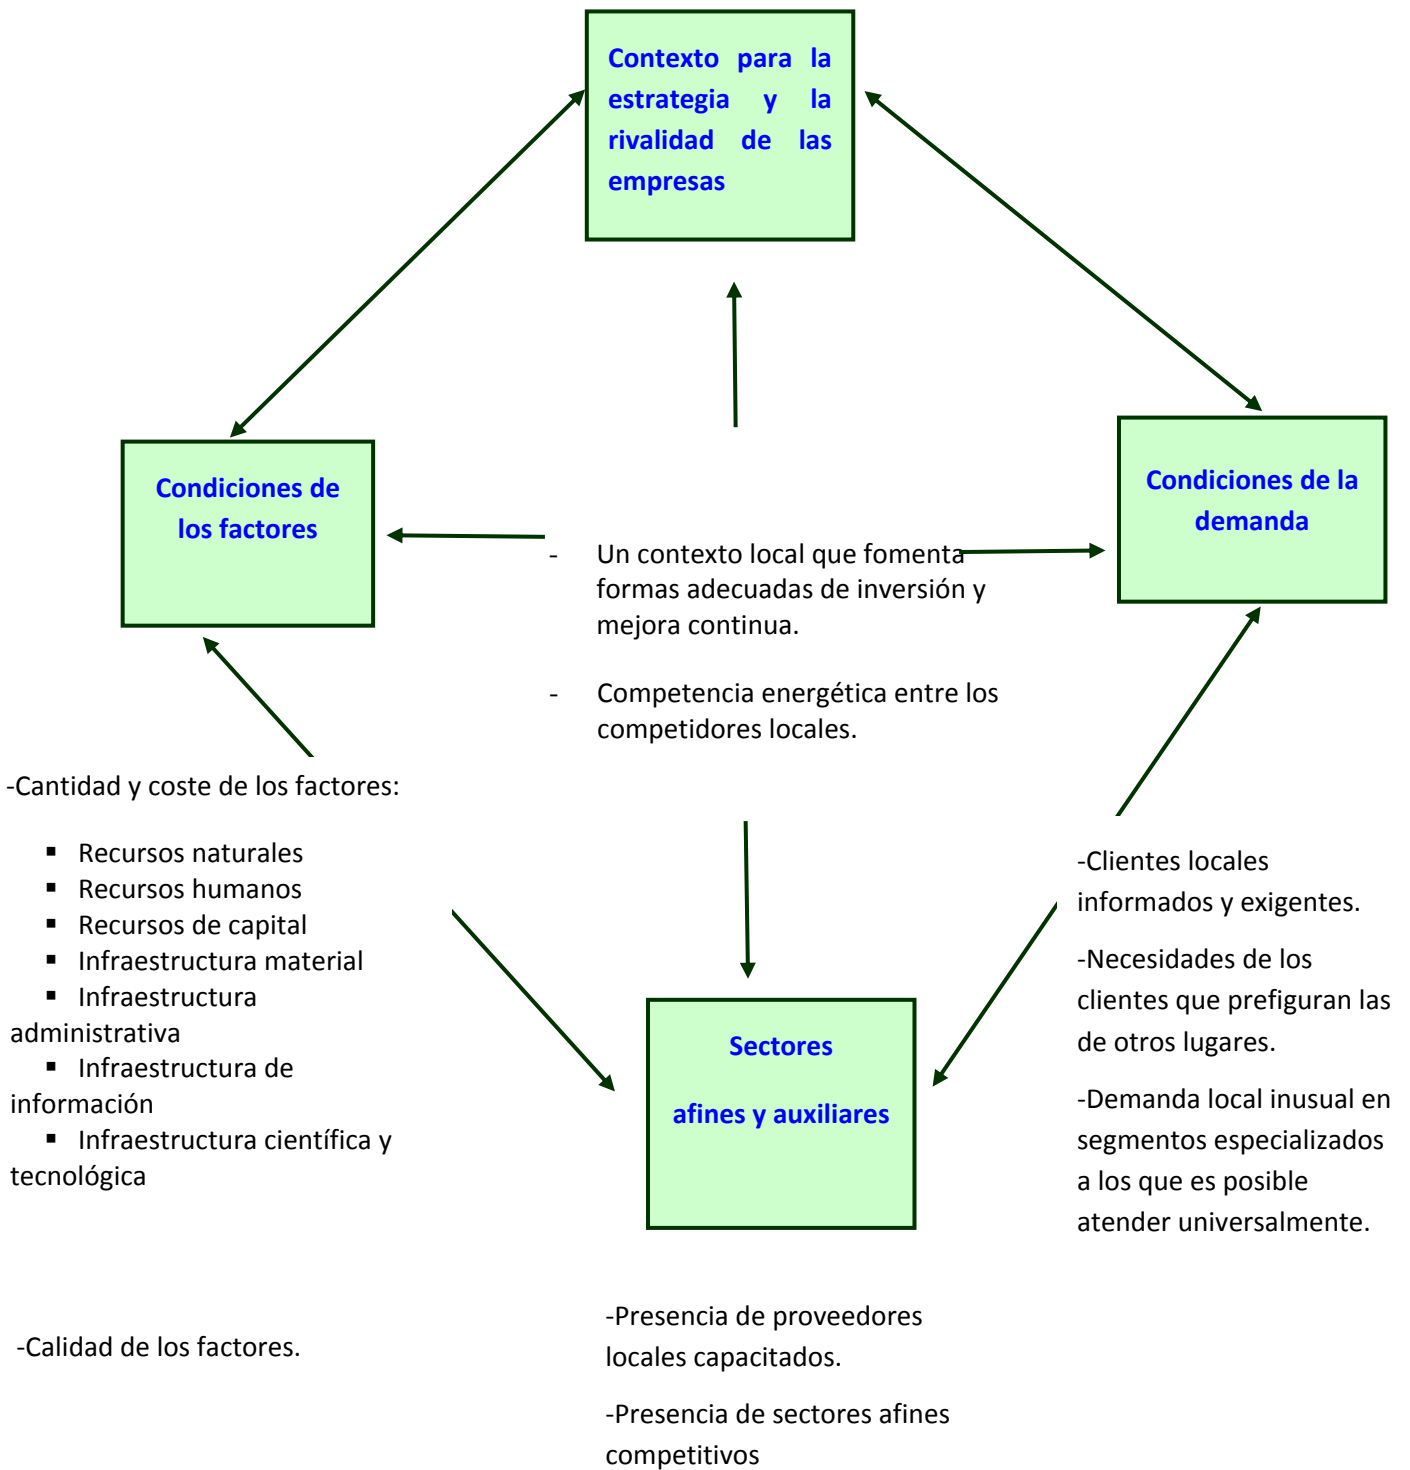 Contexto para la
estrategia y la
rivalidad de las
empresas
Condiciones de
los factores
Condiciones de la
demanda
- Un contexto local que fomenta
formas adecuadas de inversión y
mejora continua.
- Competencia energética entre los
competidores locales.
-Cantidad y coste de los factores:
▪ Recursos naturales
▪ Recursos humanos
▪ Recursos de capital
▪ Infraestructura material
▪ Infraestructura
administrativa
▪ Infraestructura de
información
▪ Infraestructura científica y
tecnológica
-Calidad de los factores.
Sectores
afines y auxiliares
-Presencia de proveedores
locales capacitados.
-Presencia de sectores afines
competitivos
-Clientes locales
informados y exigentes.
-Necesidades de los
clientes que prefiguran las
de otros lugares.
-Demanda local inusual en
segmentos especializados
a los que es posible
atender universalmente.